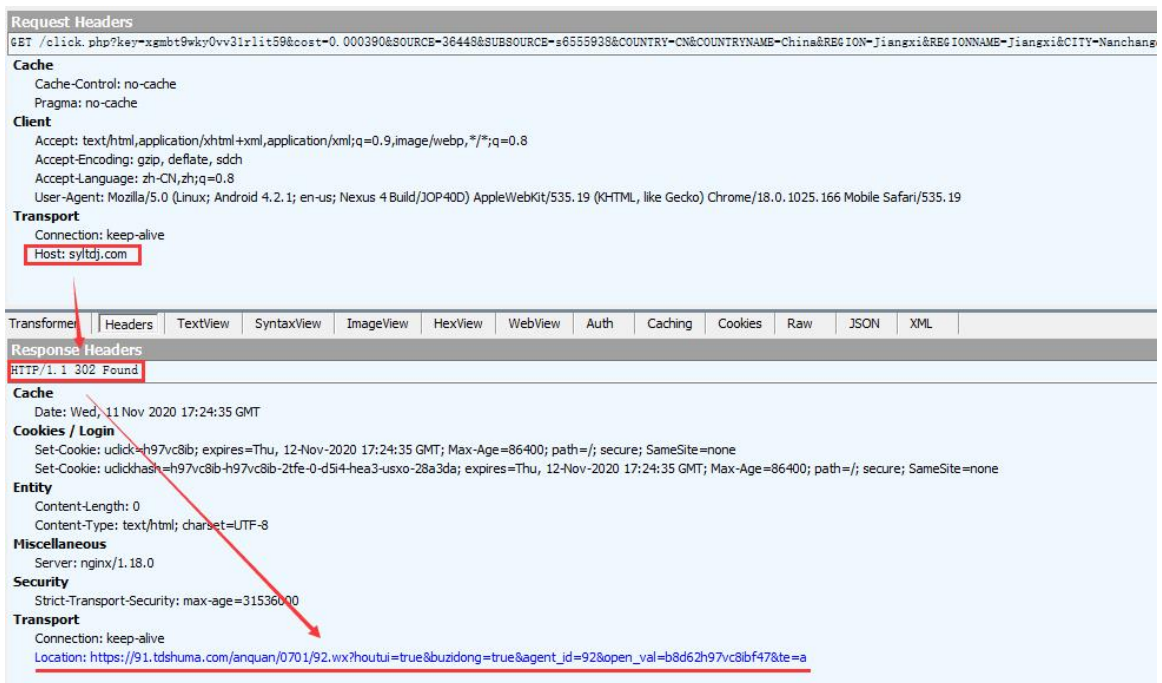 Request Headers
GET /click.php?key=xgmbt9wky0vv31rlit59&cost=0.000390&SOURCE=36448&SUBSOURCE=s6555938&COUNTRY=CN&COUNTRYNAME=China&REGION=Jiangxi&REGIONNAME=Jiangxi&CITY=Nanchang
Cache
Cache-Control: no-cache
Pragma: no-cache
Client
Accept: text/html,application/xhtml+xml,application/xml;q=0.9,image/webp,*/*;q=0.8
Accept-Encoding: gzip, deflate, sdch
Accept-Language: zh-CN,zh;q=0.8
User-Agent: Mozilla/5.0 (Linux; Android 4.2.1; en-us; Nexus 4 Build/JOP40D) AppleWebKit/535.19 (KHTML, like Gecko) Chrome/18.0.1025.166 Mobile Safari/535.19
Transport
Connection: keep-alive
Host: syltdj.com
Transformer Headers TextView SyntaxView ImageView HexView WebView Auth Caching Cookies Raw JSON XML
Response Headers
HTTP/1.1 302 Found
Cache
Date: Wed, 11 Nov 2020 17:24:35 GMT
Cookies / Login
Set-Cookie: uclick=h97vc8ib; expires=Thu, 12-Nov-2020 17:24:35 GMT; Max-Age=86400; path=/; secure; SameSite=none
Set-Cookie: uclickhash=h97vc8ib-h97vc8ib-2tfe-0-d5i4-hea3-usxo-28a3da; expires=Thu, 12-Nov-2020 17:24:35 GMT; Max-Age=86400; path=/; secure; SameSite=none
Entity
Content-Length: 0
Content-Type: text/html; charset=UTF-8
Miscellaneous
Server: nginx/1.18.0
Security
Strict-Transport-Security: max-age=31536000
Transport
Connection: keep-alive
Location: https://91.tdshuma.com/anquan/0701/92.wx?houtui=true&buzidong=true&agent_id=92&open_val=b8d62h97vc8ibf47&te=a